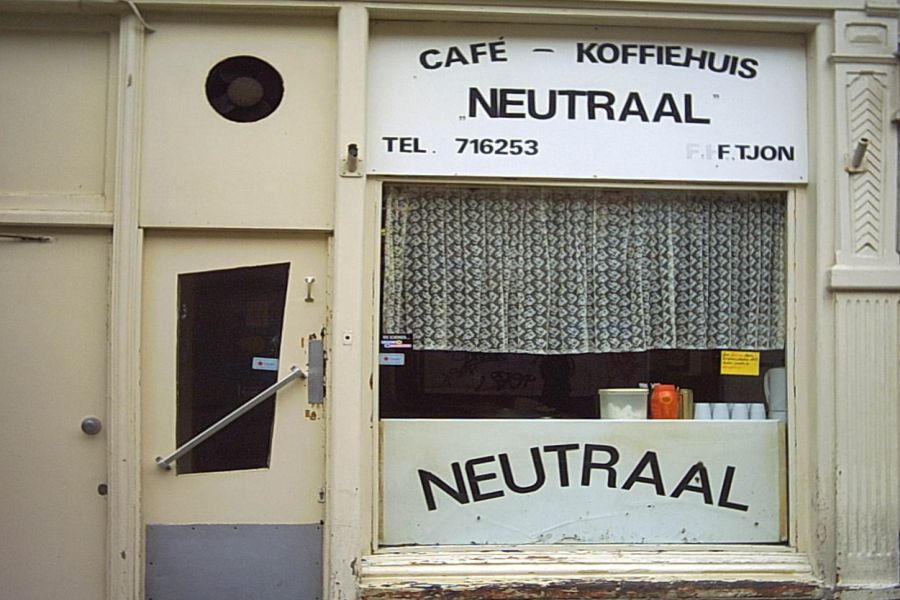 CAFÉ - KOFFIEHUIS
„NEUTRAAL"
TEL. 716253
F.TJON
NEUTRAAL